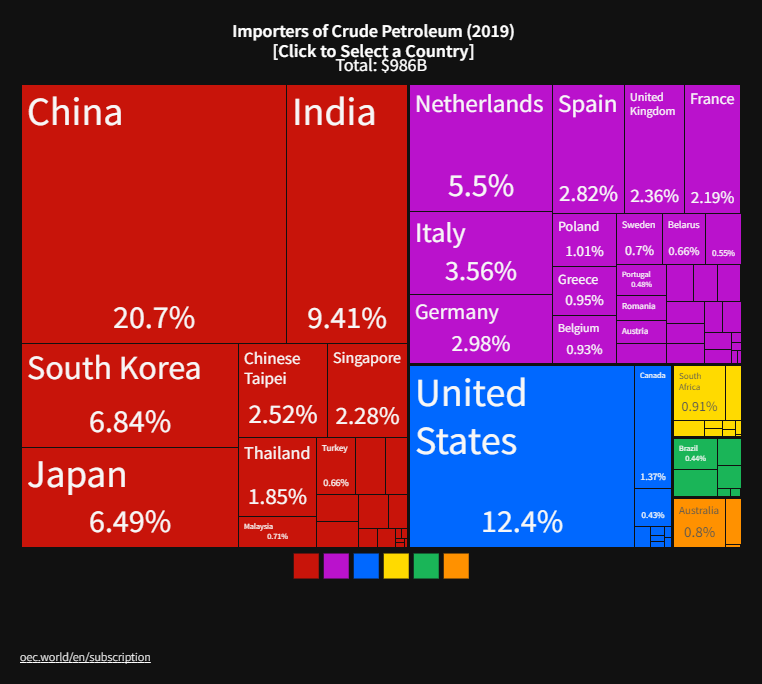 Importers of Crude Petroleum (2019)
[Click to Select a Country]
Total: $986B
China
20.7%
India
9.41%
South Korea
6.84%
Japan
6.49%
Chinese
Taipei
2.52%
Singapore
2.28%
Thailand
1.85%
Turkey
0.66%
Malaysia
0.71%
Netherlands
5.5%
Spain
2.82%
United
Kingdom
2.36%
France
2.19%
Italy
3.56%
Germany
2.98%
Poland
1.01%
Greece
0.95%
Belgium
0.93%
Sweden
0.7%
Belarus
0.66%
0.55%
Portugal
0.48%
Romania
Austria
United
States
12.4%
Canada
1.37%
0.43%
South
Africa
0.91%
Brazil
0.44%
Australia
0.8%
oec.world/en/subscription